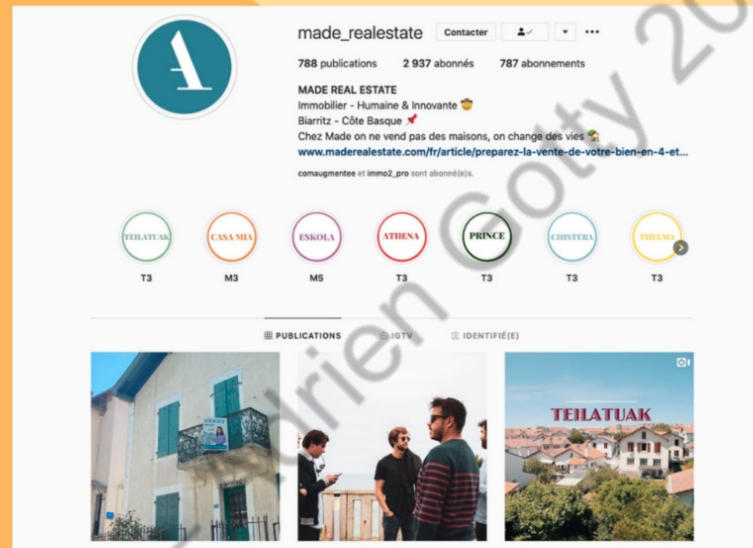 made_realestate Contacter
788 publications 2 937 abonnés 787 abonnements
MADE REAL ESTATE
Immobilier - Humaine & Innovante 🤠
Biarritz - Côte Basque 📌
Chez Made on ne vend pas des maisons, on change des vies 🏡
www.maderealestate.com/fr/article/preparez-la-vente-de-votre-bien-en-4-et...
comaugmentee et immo2_pro sont abonné(e)s.
TEILATUAK CASA MIA ESKOLA ATHENA PRINCE CHISTERA THELMA
T3 M3 M5 T3 T3 T3 T3
PUBLICATIONS IGTV IDENTIFIÉ(E)
TEILATUAK